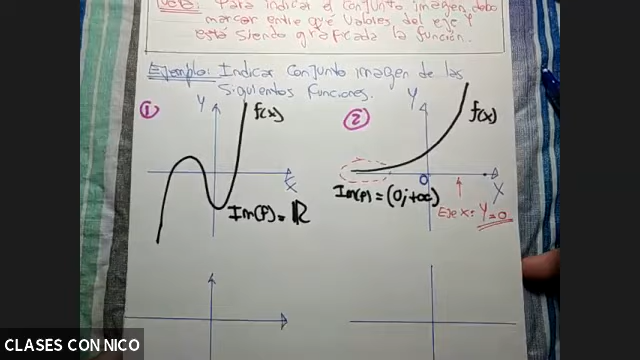 Nota: Para indicar el conjunto imagen debo
marcar entre qué valores del eje Y
está siendo graficada la función.
Ejemplo: Indicar conjunto imagen de las
siguientes funciones.
① Y f(x)
X
Im(f) = ℝ
② Y f(x)
0 X
Im(f) = (0; +∞)
Eje X: Y=0
CLASES CON NICO